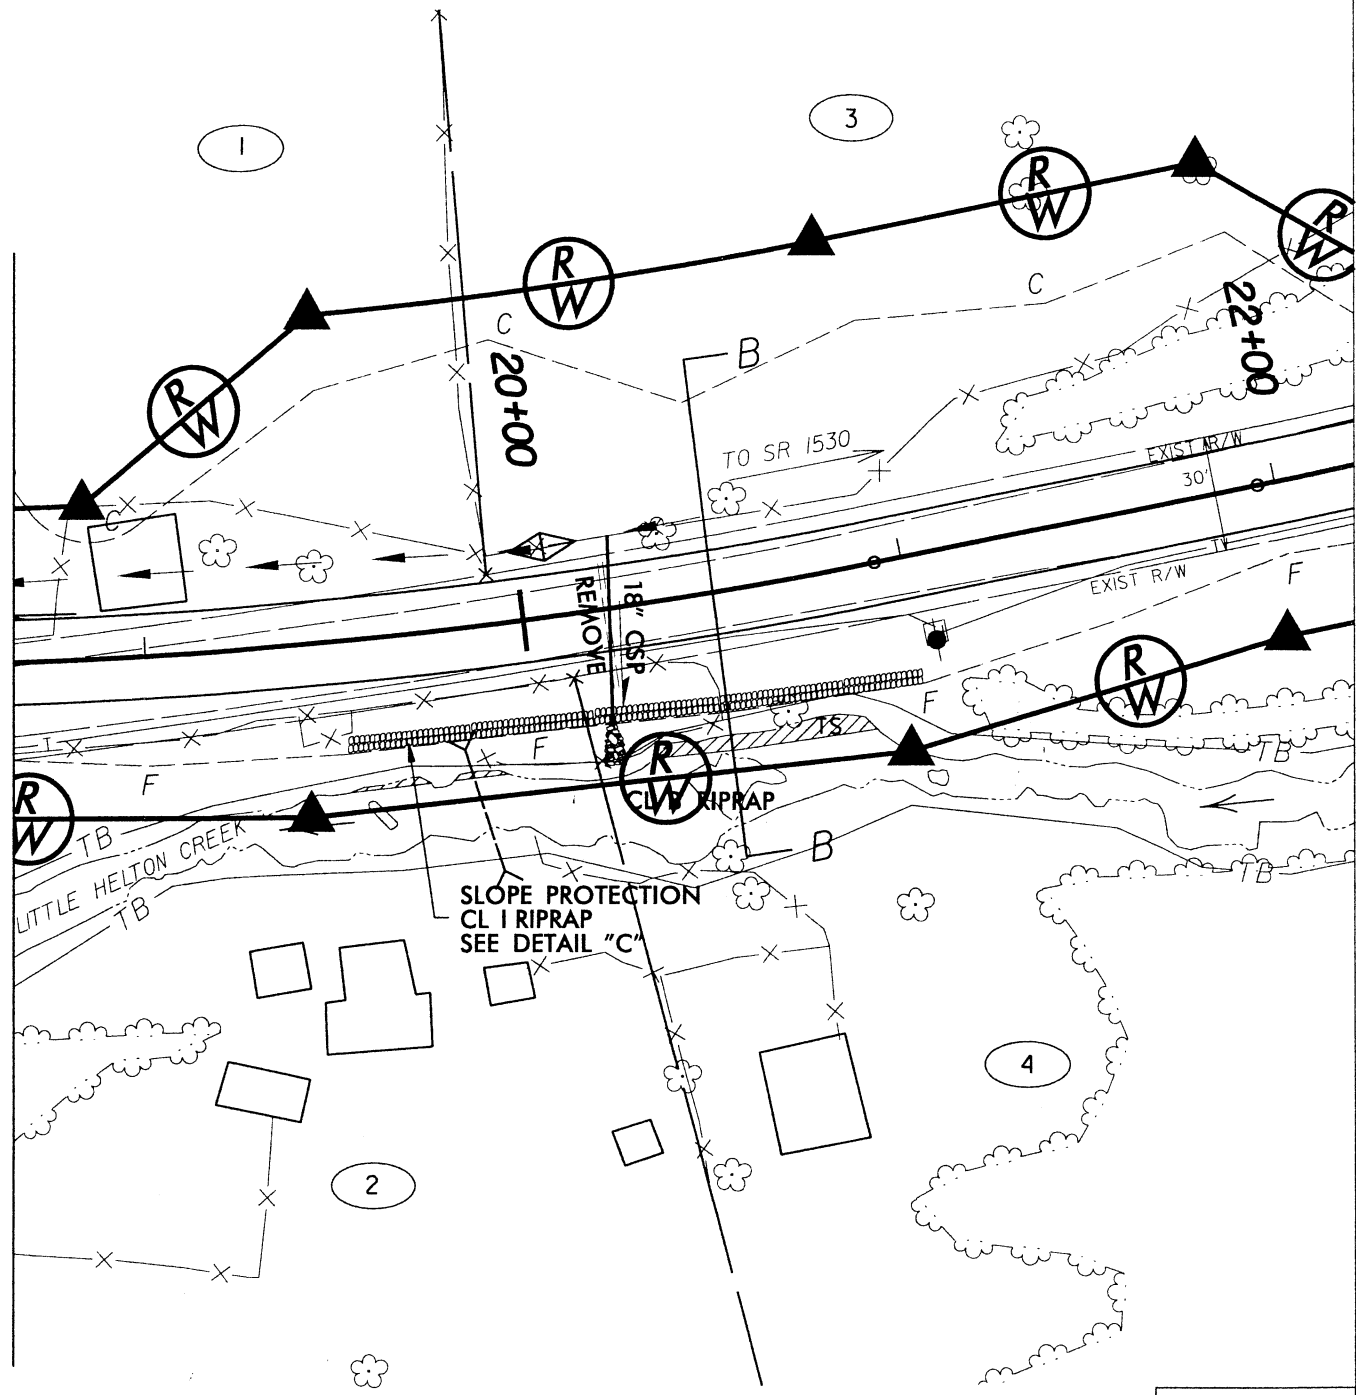 1
3
R/W
R/W
R/W
R/W
C
C
C
B
20+00
22+00
TO SR 1530
EXIST R/W
30'
EXIST R/W
REMOVE
18" CSP
F
F
F
F
TS
R/W
R/W
R/W
CL B RIPRAP
TB
TB
TB
TB
LITTLE HELTON CREEK
B
SLOPE PROTECTION
CL I RIPRAP
SEE DETAIL "C"
4
2